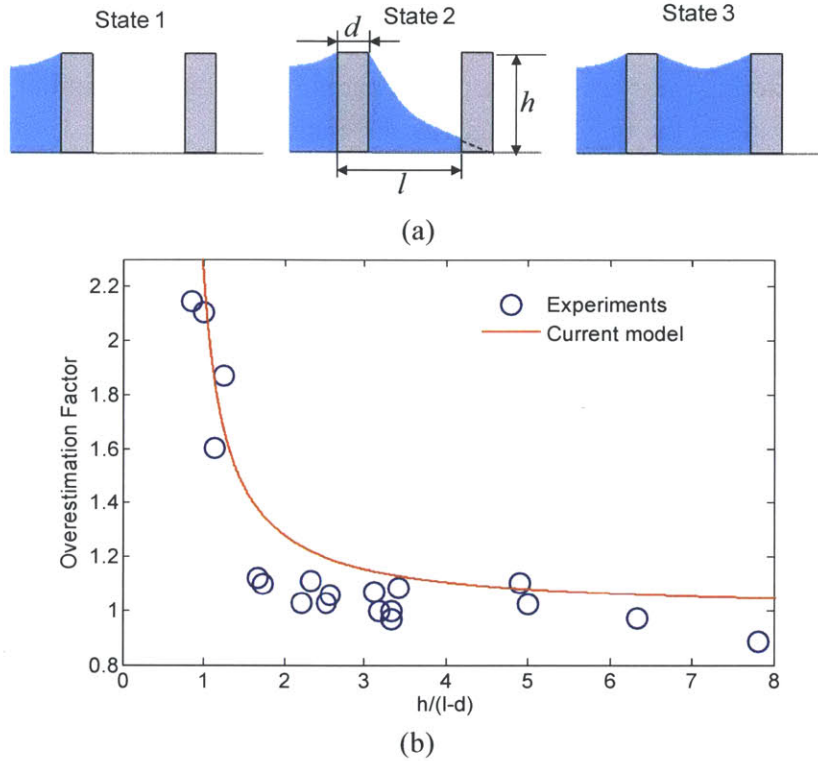 State 1
State 2
State 3
d
h
l
(a)
2.2
2
1.8
1.6
1.4
1.2
1
0.8
Overestimation Factor
Experiments
Current model
0 1 2 3 4 5 6 7 8
h/(l-d)
(b)